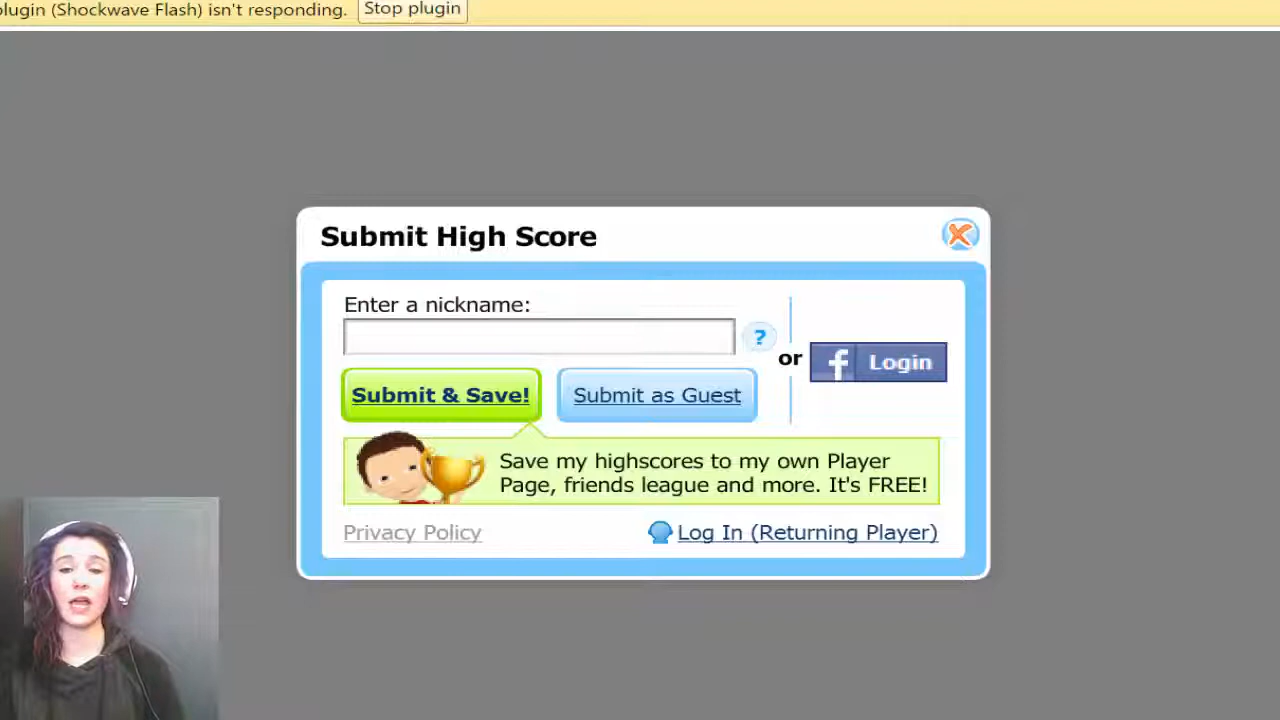 plugin (Shockwave Flash) isn't responding. Stop plugin
Submit High Score
Enter a nickname:
?
or
f Login
Submit & Save! Submit as Guest
Save my highscores to my own Player
Page, friends league and more. It's FREE!
Privacy Policy Log In (Returning Player)